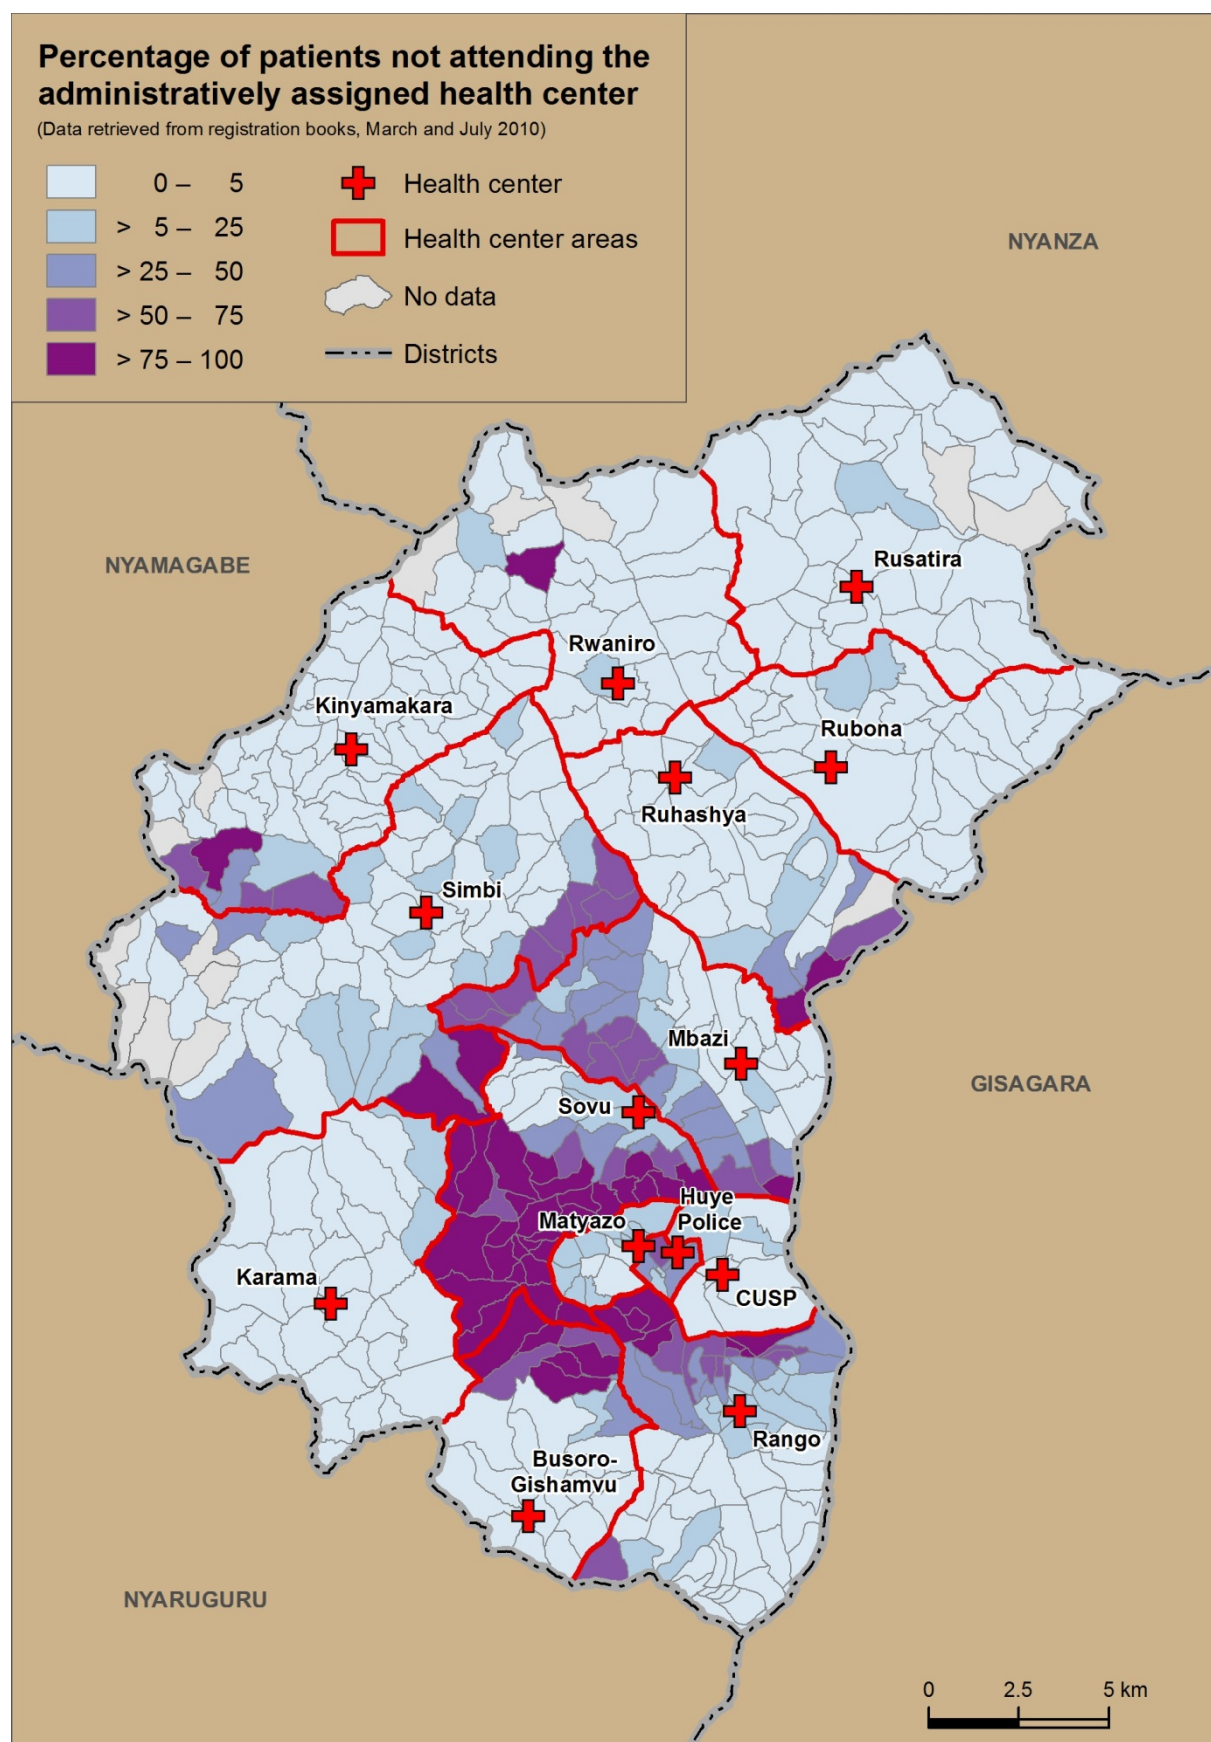 Percentage of patients not attending the
administratively assigned health center
(Data retrieved from registration books, March and July 2010)
0 – 5
> 5 – 25
> 25 – 50
> 50 – 75
> 75 – 100
Health center
Health center areas
No data
Districts
NYANZA
NYAMAGABE
Rusatira
Rwaniro
Kinyamakara
Rubona
Ruhashya
Simbi
Mbazi
GISAGARA
Sovu
Huye
Police
Matyazo
Karama
CUSP
Rango
Busoro-
Gishamvu
NYARUGURU
0 2.5 5 km